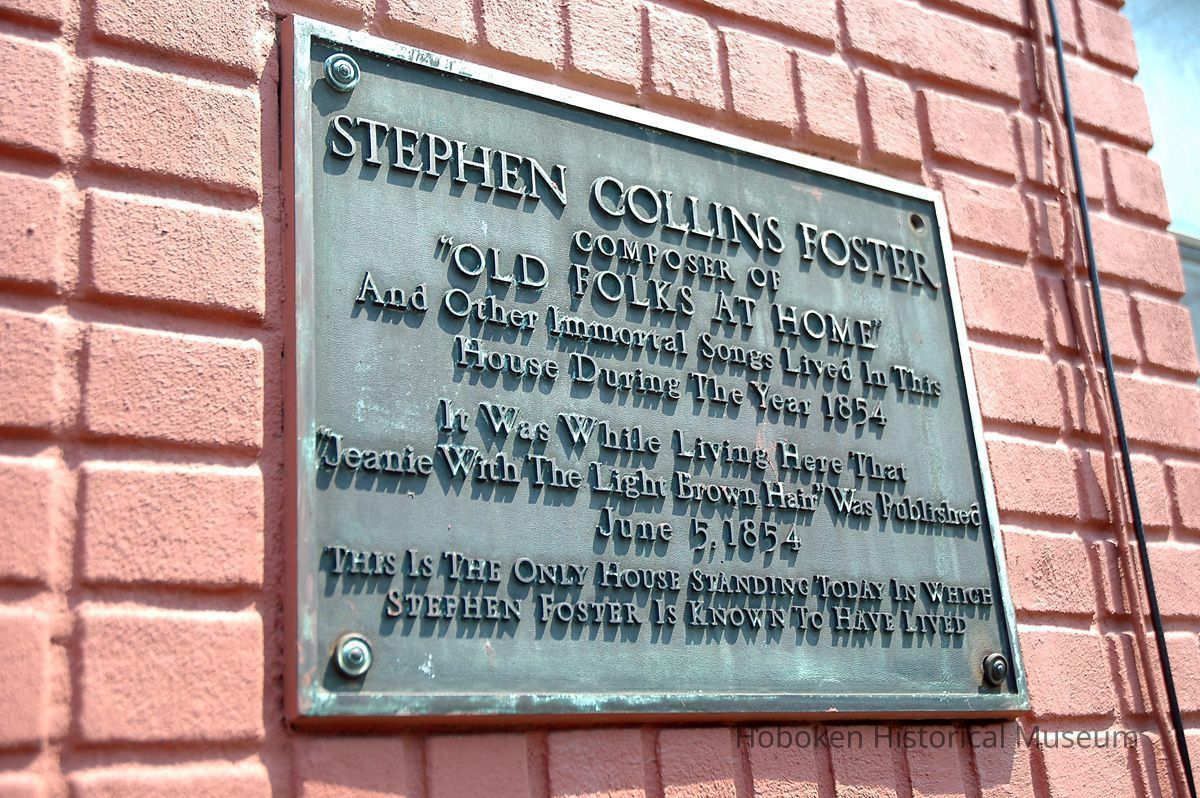 STEPHEN COLLINS FOSTER
COMPOSER OF
"OLD FOLKS AT HOME"
And Other Immortal Songs Lived In This
House During The Year 1854
It Was While Living Here That
"Jeanie With The Light Brown Hair" Was Published
June 5, 1854
THIS IS THE ONLY HOUSE STANDING TODAY IN WHICH
STEPHEN FOSTER IS KNOWN TO HAVE LIVED
Hoboken Historical Museum